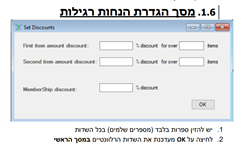 1.6. מסך הגדרת הנחות רגילות
Set Discounts
First item amount discount: % discount for over items
Second item amount discount: % discount for over items
MemberShip discount: % discount
OK
1. יש להזין ספרות בלבד (מספרים שלמים) בכל השדות
2. לחיצה על OK מעדכנת את השדות הרלוונטיים במסך הראשי